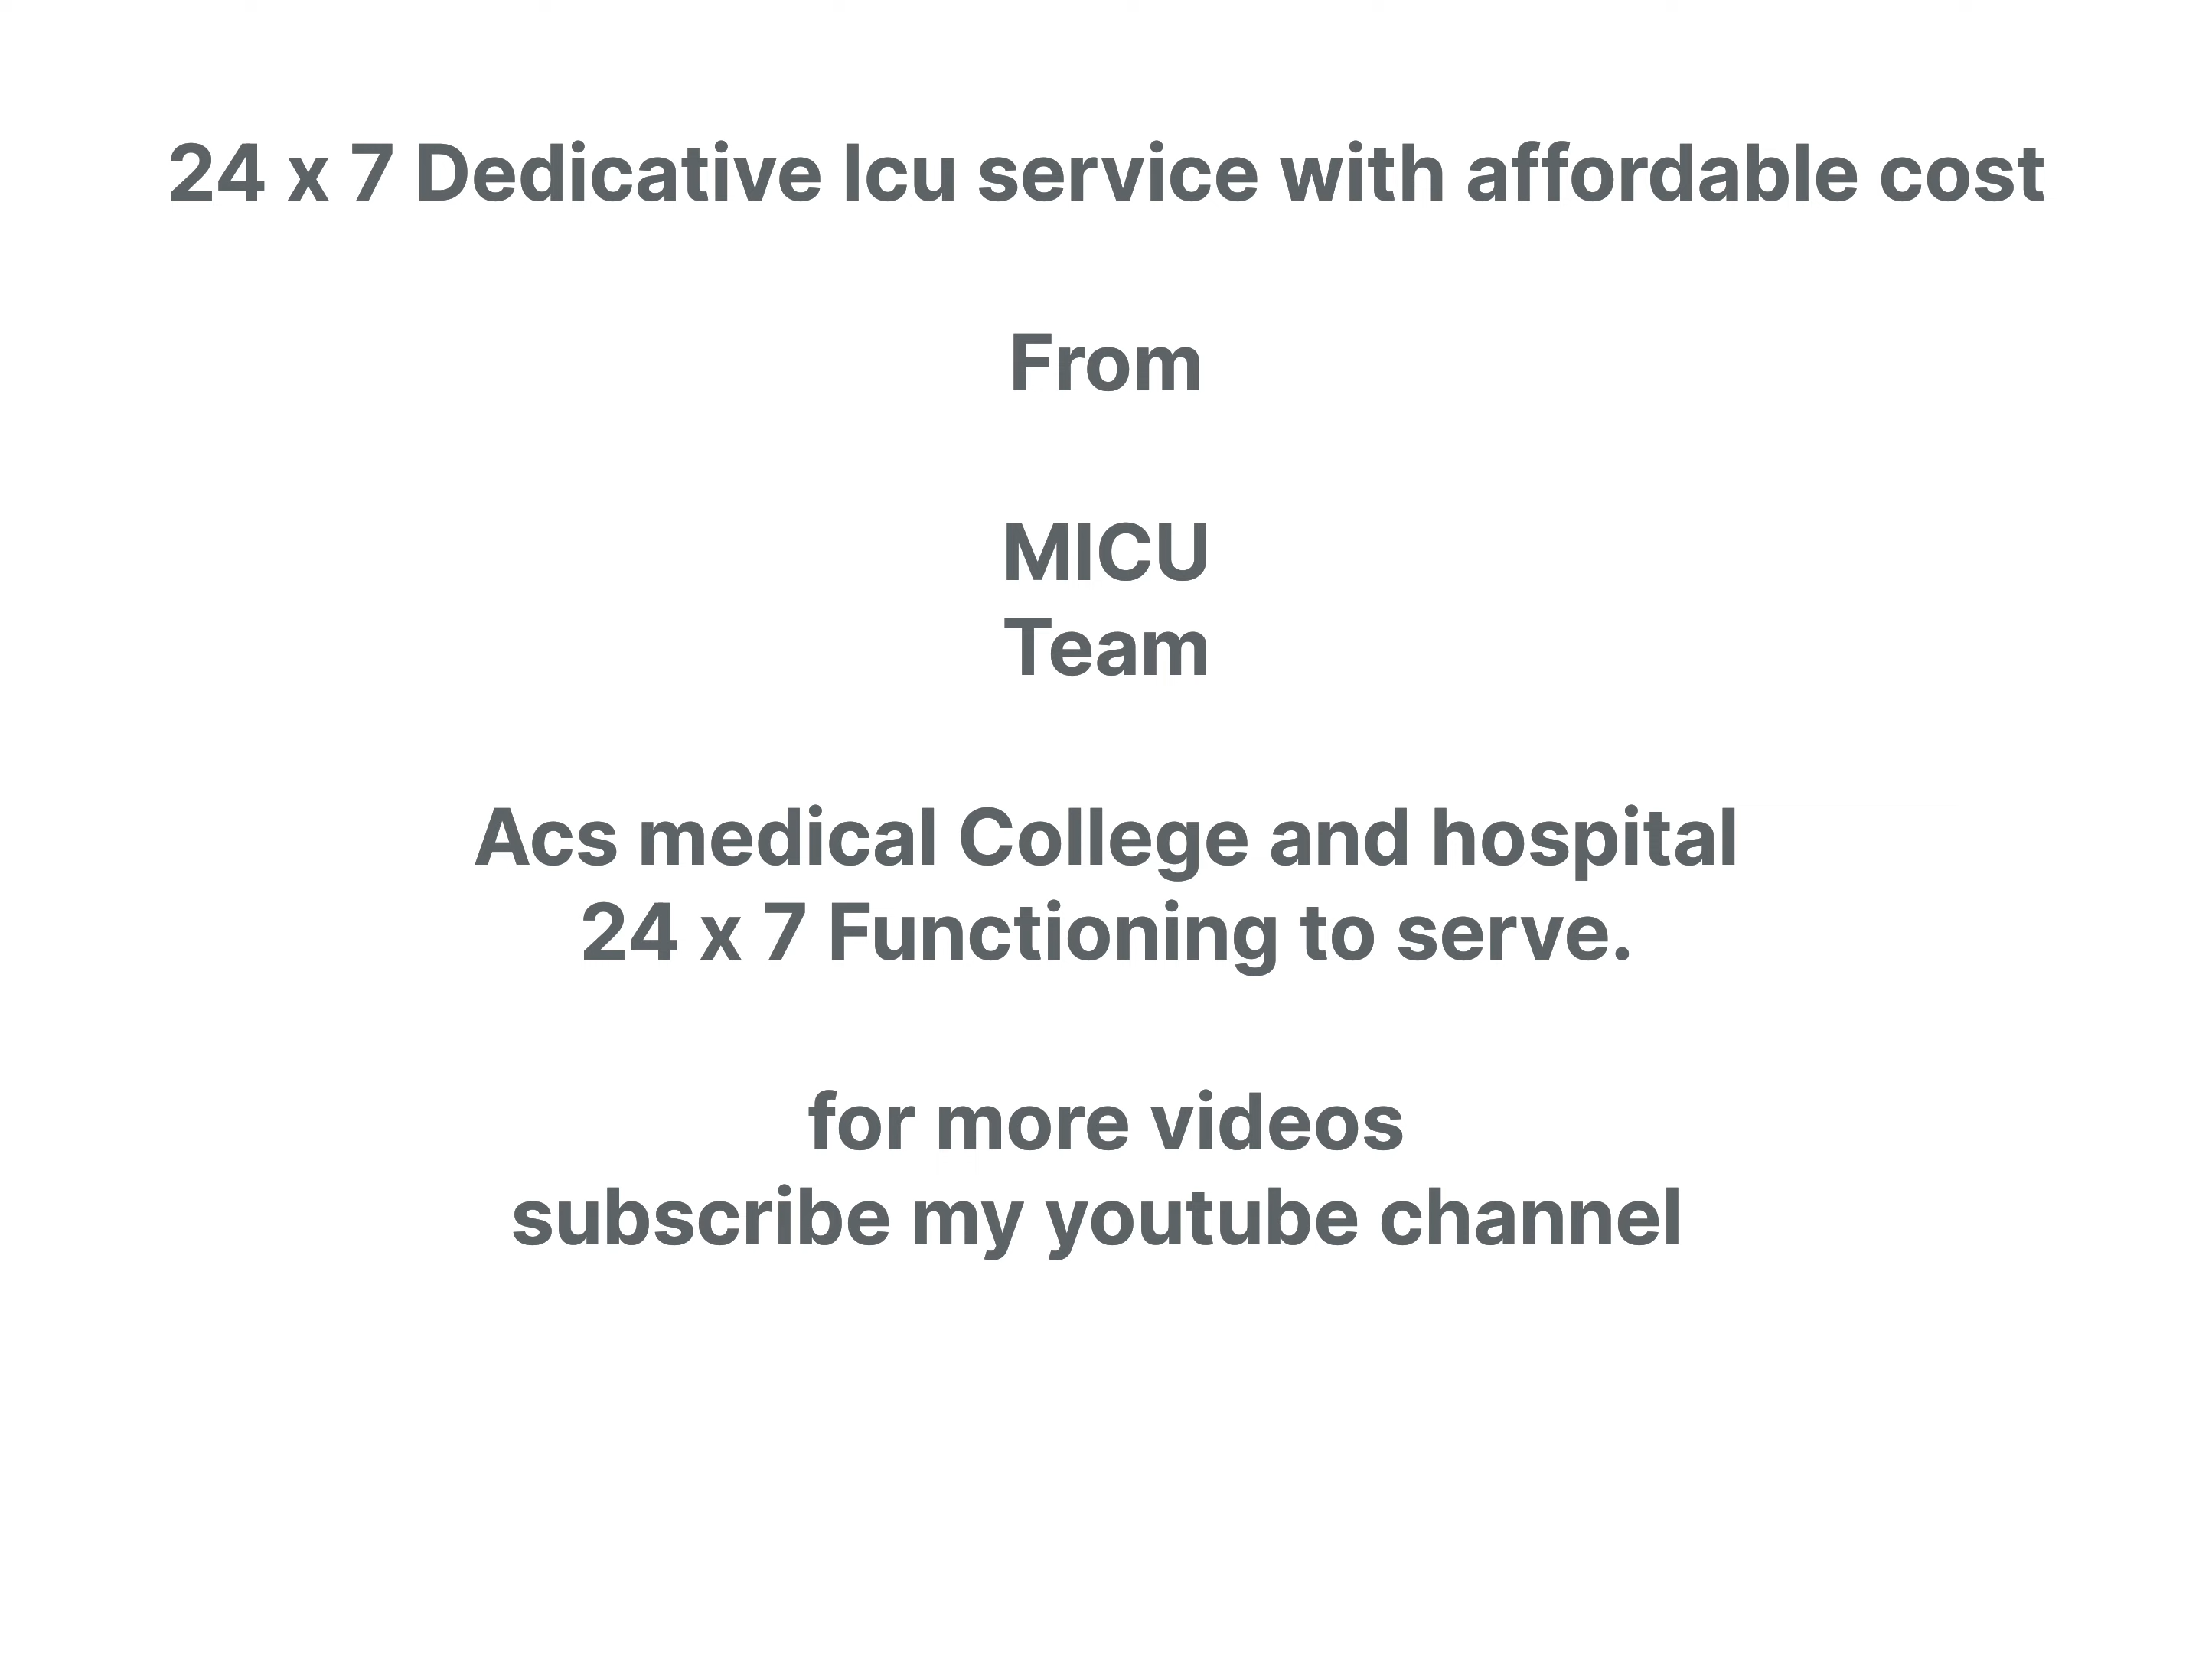 24 x 7 Dedicative Icu service with affordable cost
From
MICU
Team
Acs medical College and hospital
24 x 7 Functioning to serve.
for more videos
subscribe my youtube channel